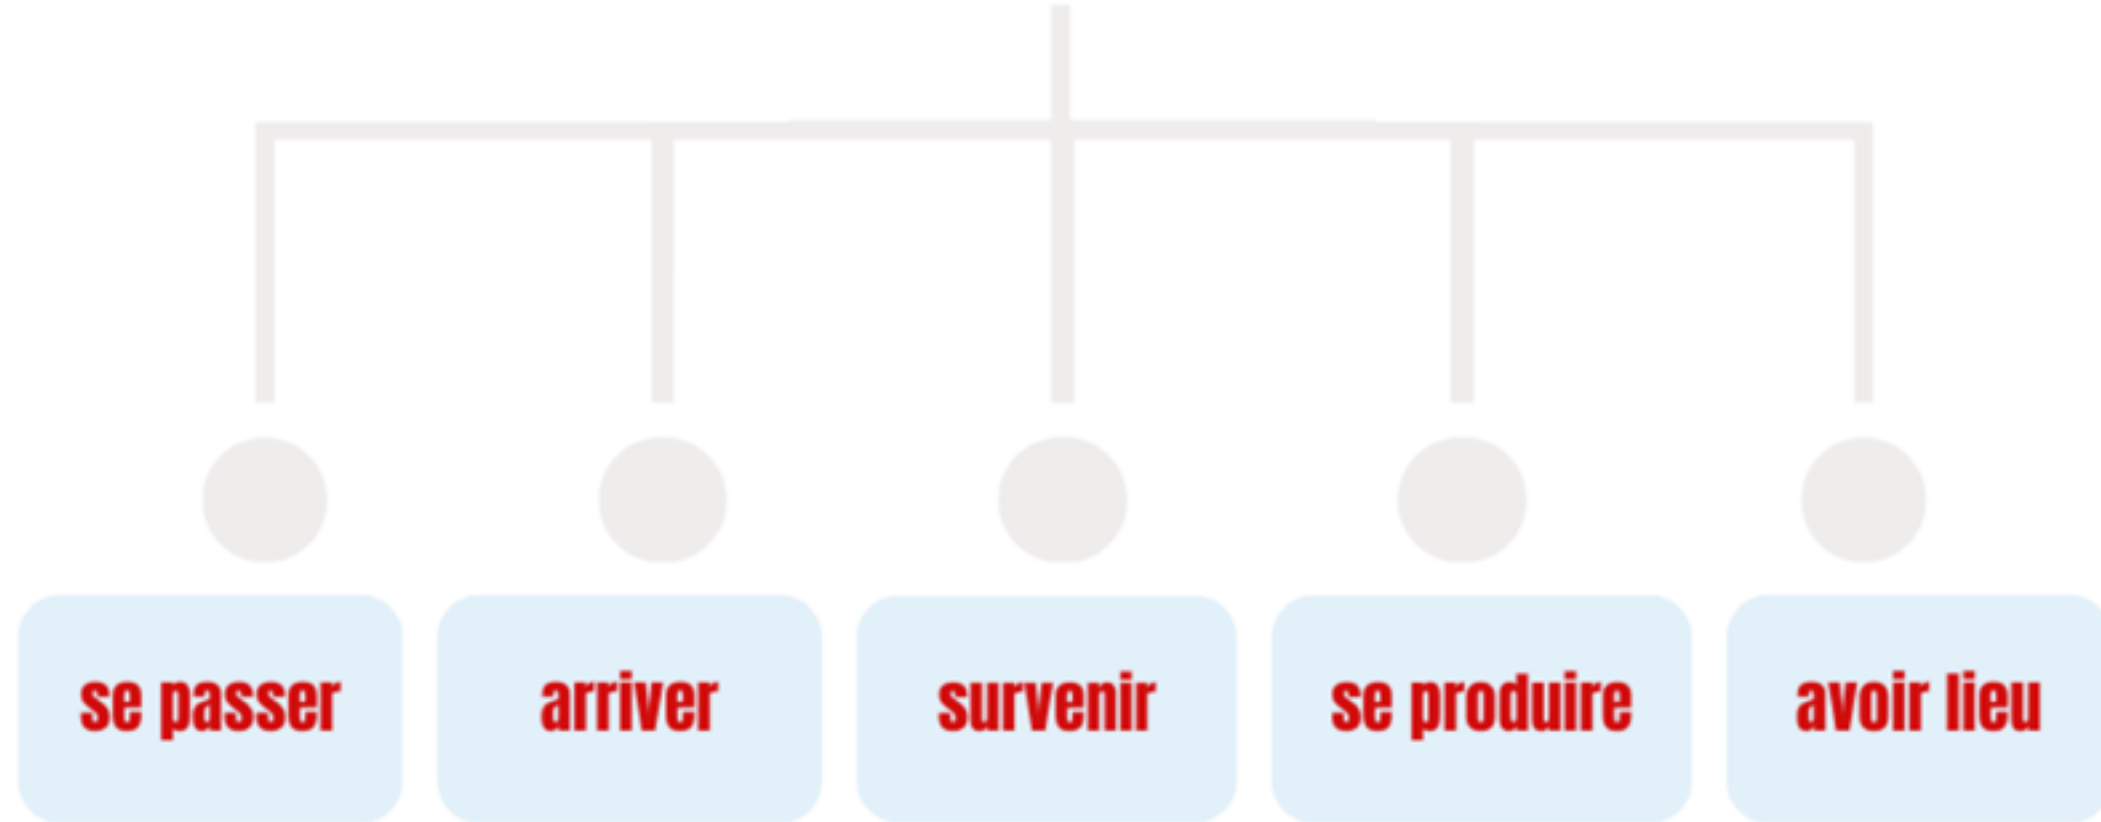 se passer
arriver
survenir
se produire
avoir lieu